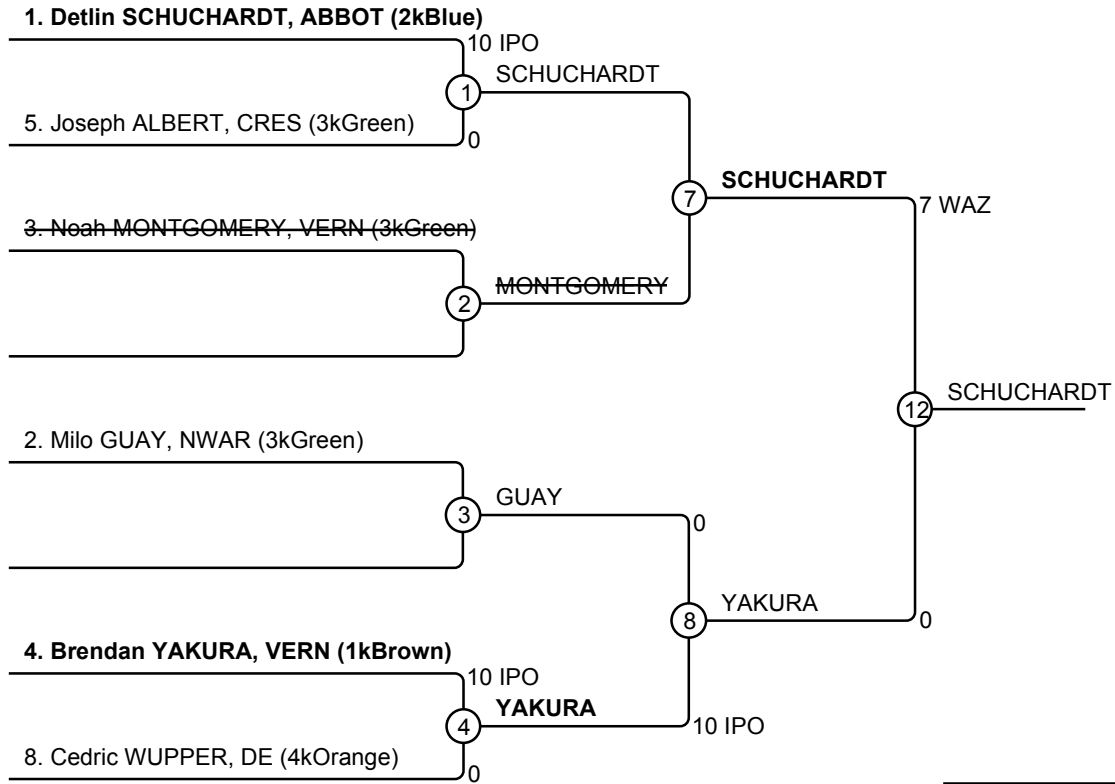 1. Detlin SCHUCHARDT, ABBOT (2kBlue)
10 IPO
SCHUCHARDT
1
5. Joseph ALBERT, CRES (3kGreen)
0
SCHUCHARDT
7
7 WAZ
3. Noah MONTGOMERY, VERN (3kGreen)
MONTGOMERY
2
SCHUCHARDT
12
2. Milo GUAY, NWAR (3kGreen)
GUAY
3
0
YAKURA
8
0
4. Brendan YAKURA, VERN (1kBrown)
10 IPO
YAKURA
4
10 IPO
8. Cedric WUPPER, DE (4kOrange)
0